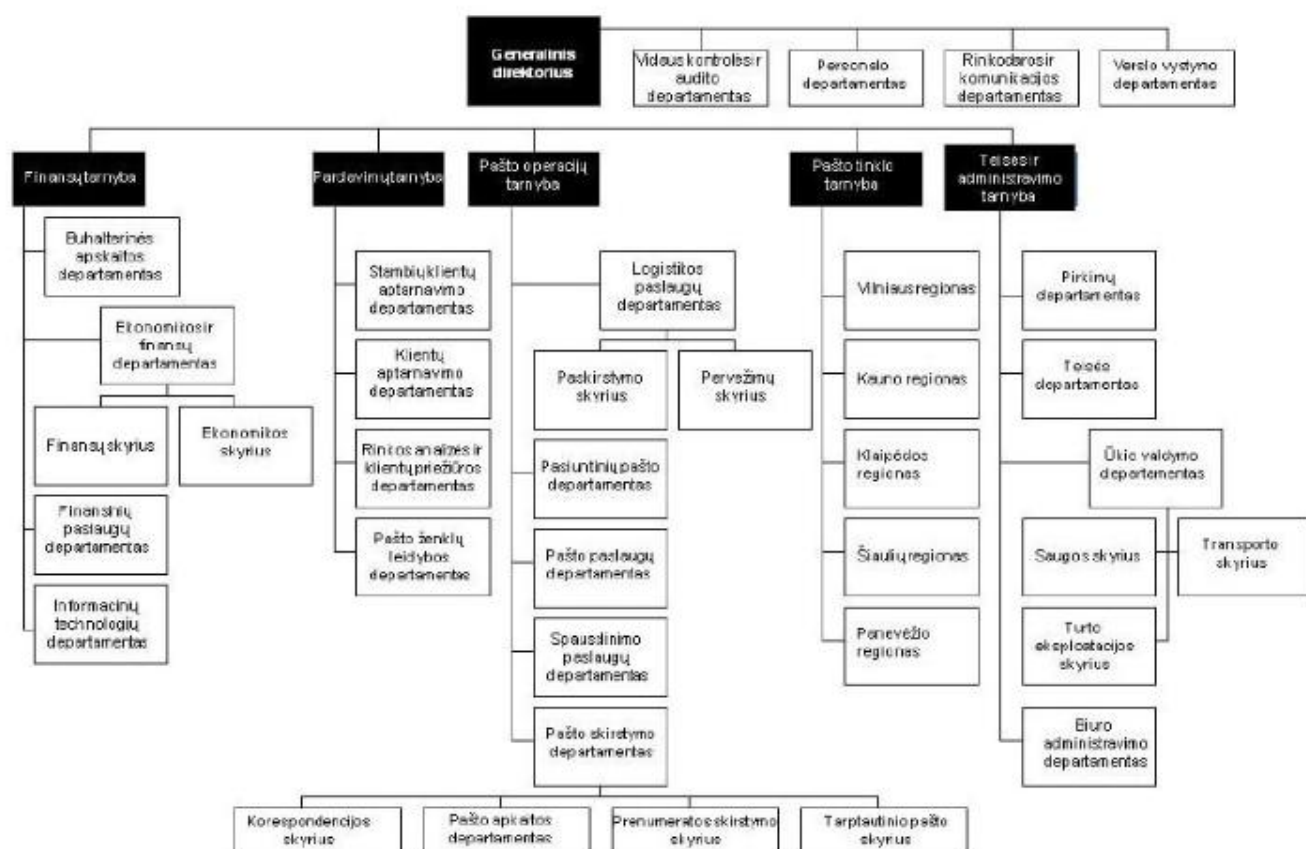 Generalinis
direktorius
Vidaus kontrolės ir
audito
departamentas
Personalo
departamentas
Rinkodaros ir
komunikacijos
departamentas
Verslo vystymo
departamentas
Finansų tarnyba
Pardavimų tarnyba
Pašto operacijų
tarnyba
Pašto tinklo
tarnyba
Teisės ir
administravimo
tarnyba
Buhalterinės
apskaitos
departamentas
Ekonomikos ir
finansų
departamentas
Finansų skyrius
Ekonomikos
skyrius
Finansinių
paslaugų
departamentas
Informacinių
technologijų
departamentas
Stambių klientų
aptarnavimo
departamentas
Klientų
aptarnavimo
departamentas
Rinkos analizės ir
klientų priežiūros
departamentas
Pašto ženklų
leidybos
departamentas
Logistikos
paslaugų
departamentas
Paskirstymo
skyrius
Pervežimų
skyrius
Pasiuntinių pašto
departamentas
Pašto paslaugų
departamentas
Spausdinimo
paslaugų
departamentas
Pašto skirstymo
departamentas
Korespondencijos
skyrius
Pašto apkaitos
departamentas
Prenumeratos skirstymo
skyrius
Tarptautinio pašto
skyrius
Vilniaus regionas
Kauno regionas
Klaipėdos
regionas
Šiaulių regionas
Panevėžio
regionas
Pirkimų
departamentas
Teisės
departamentas
Ūkio valdymo
departamentas
Saugos skyrius
Transporto
skyrius
Turto
eksploatacijos
skyrius
Biuro
administravimo
departamentas